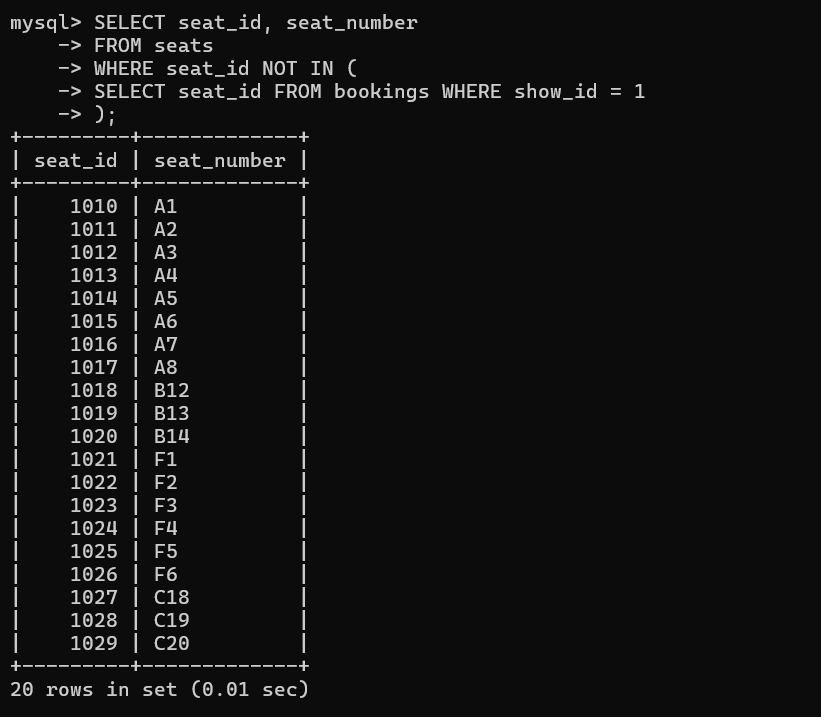 mysql> SELECT seat_id, seat_number
    -> FROM seats
    -> WHERE seat_id NOT IN (
    -> SELECT seat_id FROM bookings WHERE show_id = 1
    -> );
+---------+-------------+
| seat_id | seat_number |
+---------+-------------+
|    1010 | A1          |
|    1011 | A2          |
|    1012 | A3          |
|    1013 | A4          |
|    1014 | A5          |
|    1015 | A6          |
|    1016 | A7          |
|    1017 | A8          |
|    1018 | B12         |
|    1019 | B13         |
|    1020 | B14         |
|    1021 | F1          |
|    1022 | F2          |
|    1023 | F3          |
|    1024 | F4          |
|    1025 | F5          |
|    1026 | F6          |
|    1027 | C18         |
|    1028 | C19         |
|    1029 | C20         |
+---------+-------------+
20 rows in set (0.01 sec)